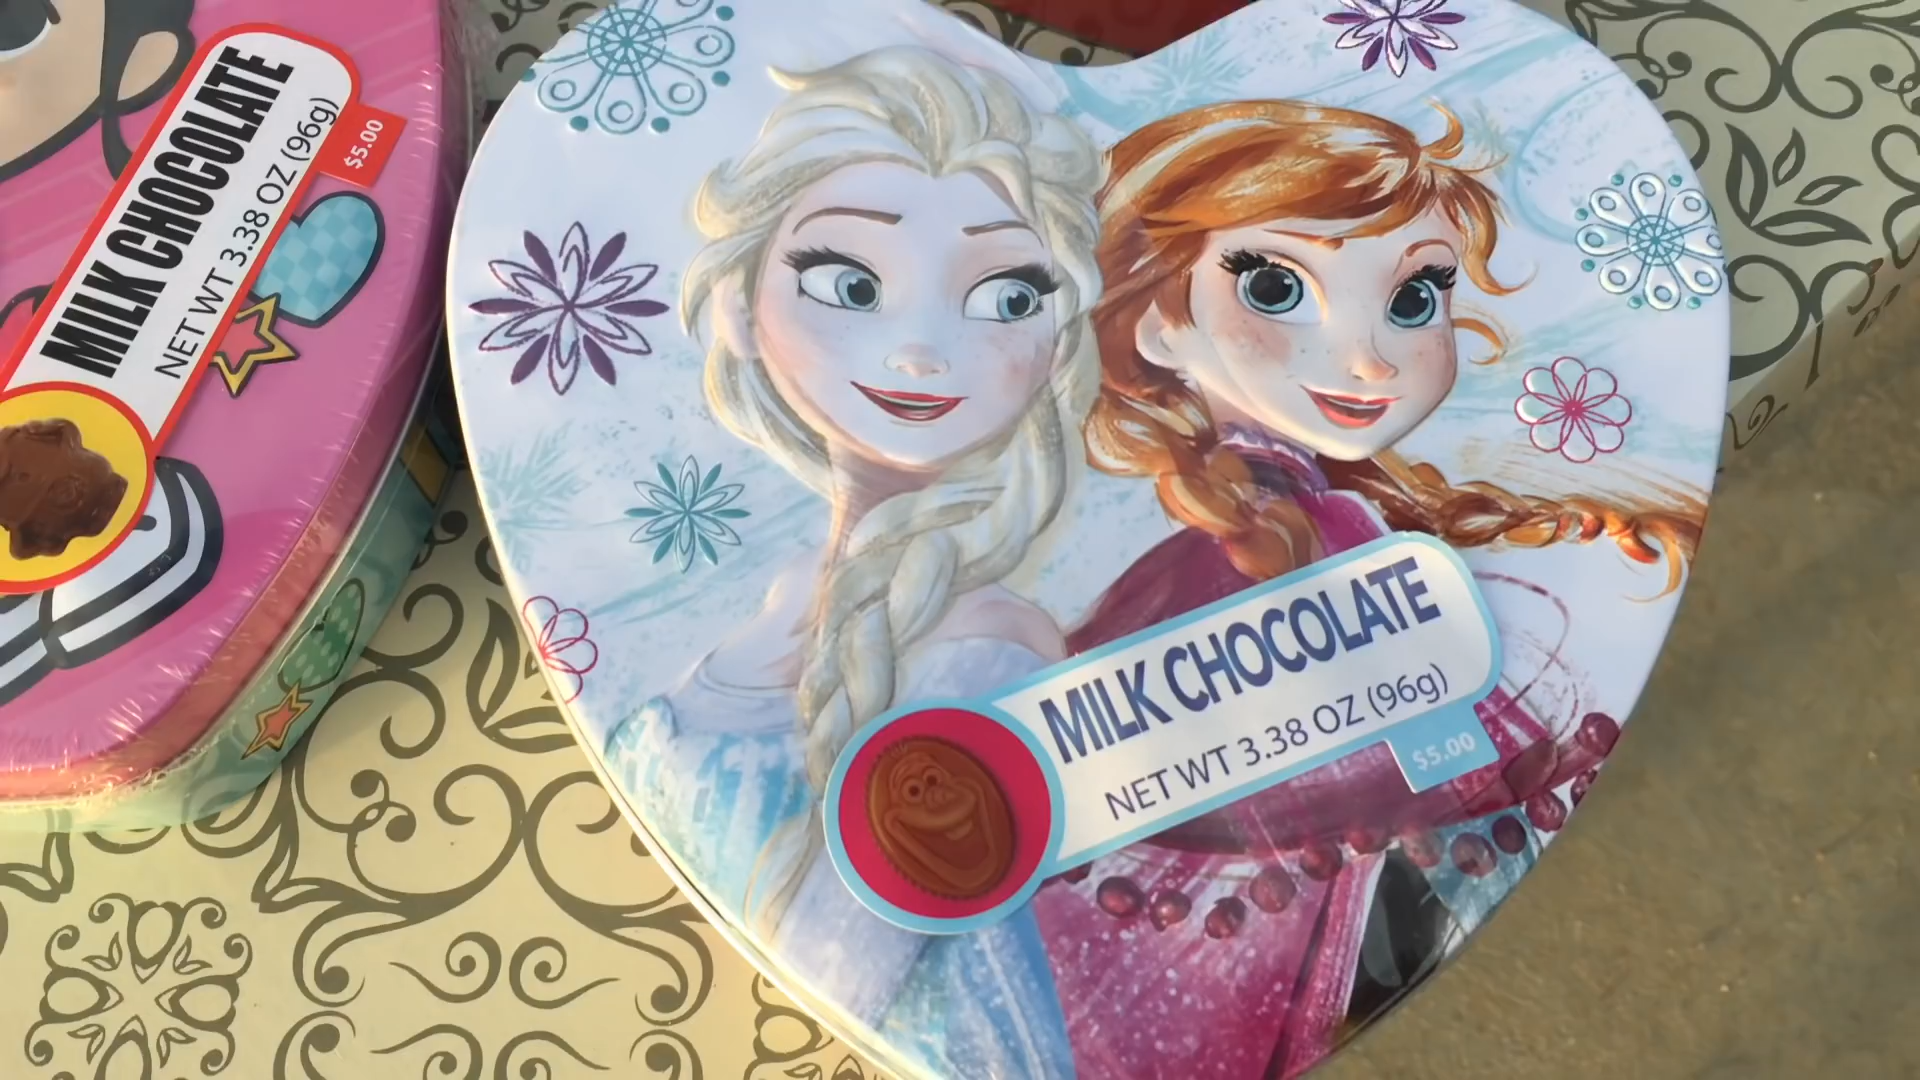 MILK CHOCOLATE
NET WT 3.38 OZ (96g)
$5.00
MILK CHOCOLATE
NET WT 3.38 OZ (96g)
$5.00